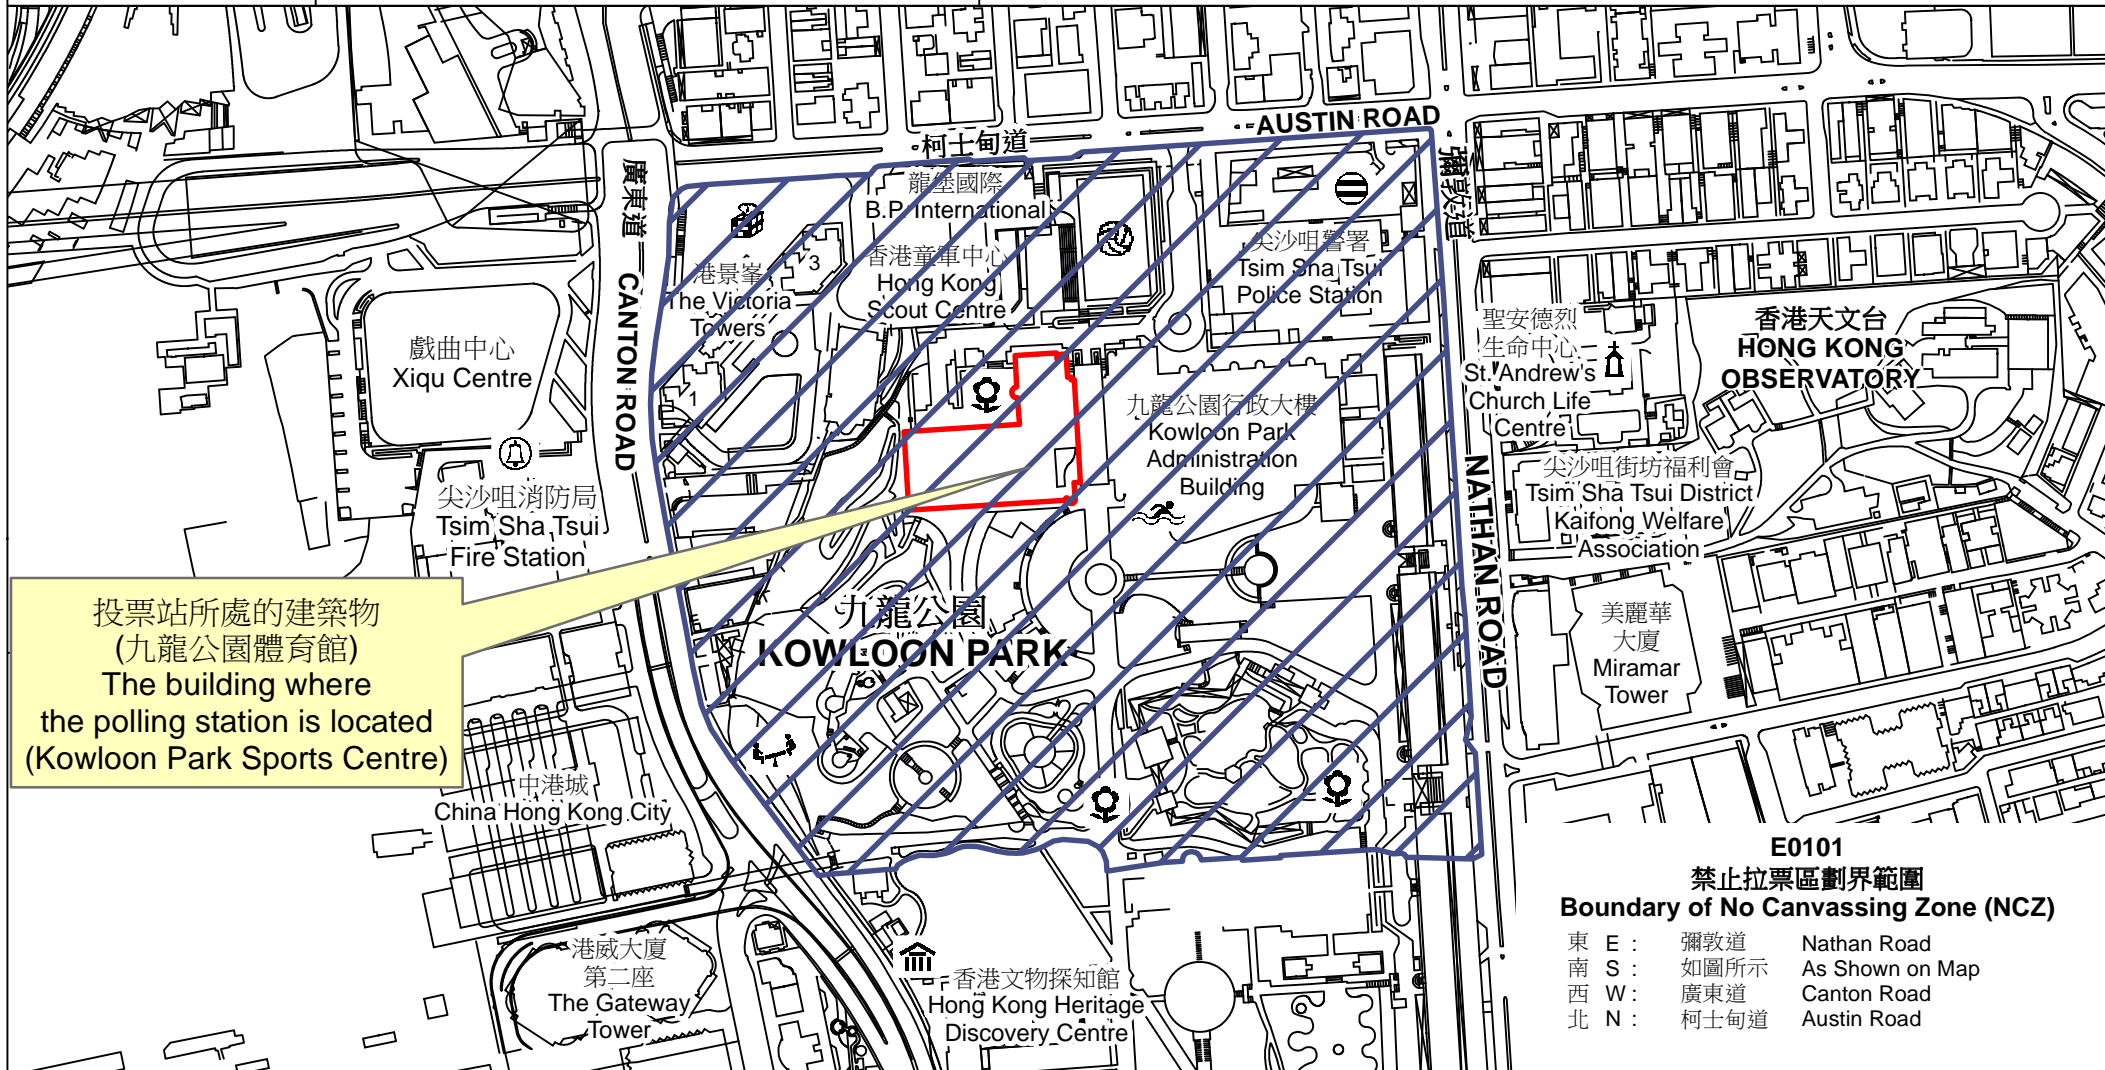 AUSTIN ROAD
柯士甸道
廣東道
CANTON ROAD
彌敦道
NATHAN ROAD
龍堡國際
B.P. International
香港童軍中心
Hong Kong
Scout Centre
港景峯
The Victoria
Towers
3
1
尖沙咀警署
Tsim Sha Tsui
Police Station
戲曲中心
Xiqu Centre
聖安德烈
生命中心
St. Andrew's
Church Life
Centre
香港天文台
HONG KONG
OBSERVATORY
九龍公園行政大樓
Kowloon Park
Administration
Building
尖沙咀消防局
Tsim Sha Tsui
Fire Station
尖沙咀街坊福利會
Tsim Sha Tsui District
Kaifong Welfare
Association
投票站所處的建築物
(九龍公園體育館)
The building where
the polling station is located
(Kowloon Park Sports Centre)
九龍公園
KOWLOON PARK
美麗華
大廈
Miramar
Tower
中港城
China Hong Kong City
港威大廈
第二座
The Gateway
Tower
香港文物探知館
Hong Kong Heritage
Discovery Centre
E0101
禁止拉票區劃界範圍
Boundary of No Canvassing Zone (NCZ)
東 E : 彌敦道 Nathan Road
南 S : 如圖所示 As Shown on Map
西 W : 廣東道 Canton Road
北 N : 柯士甸道 Austin Road